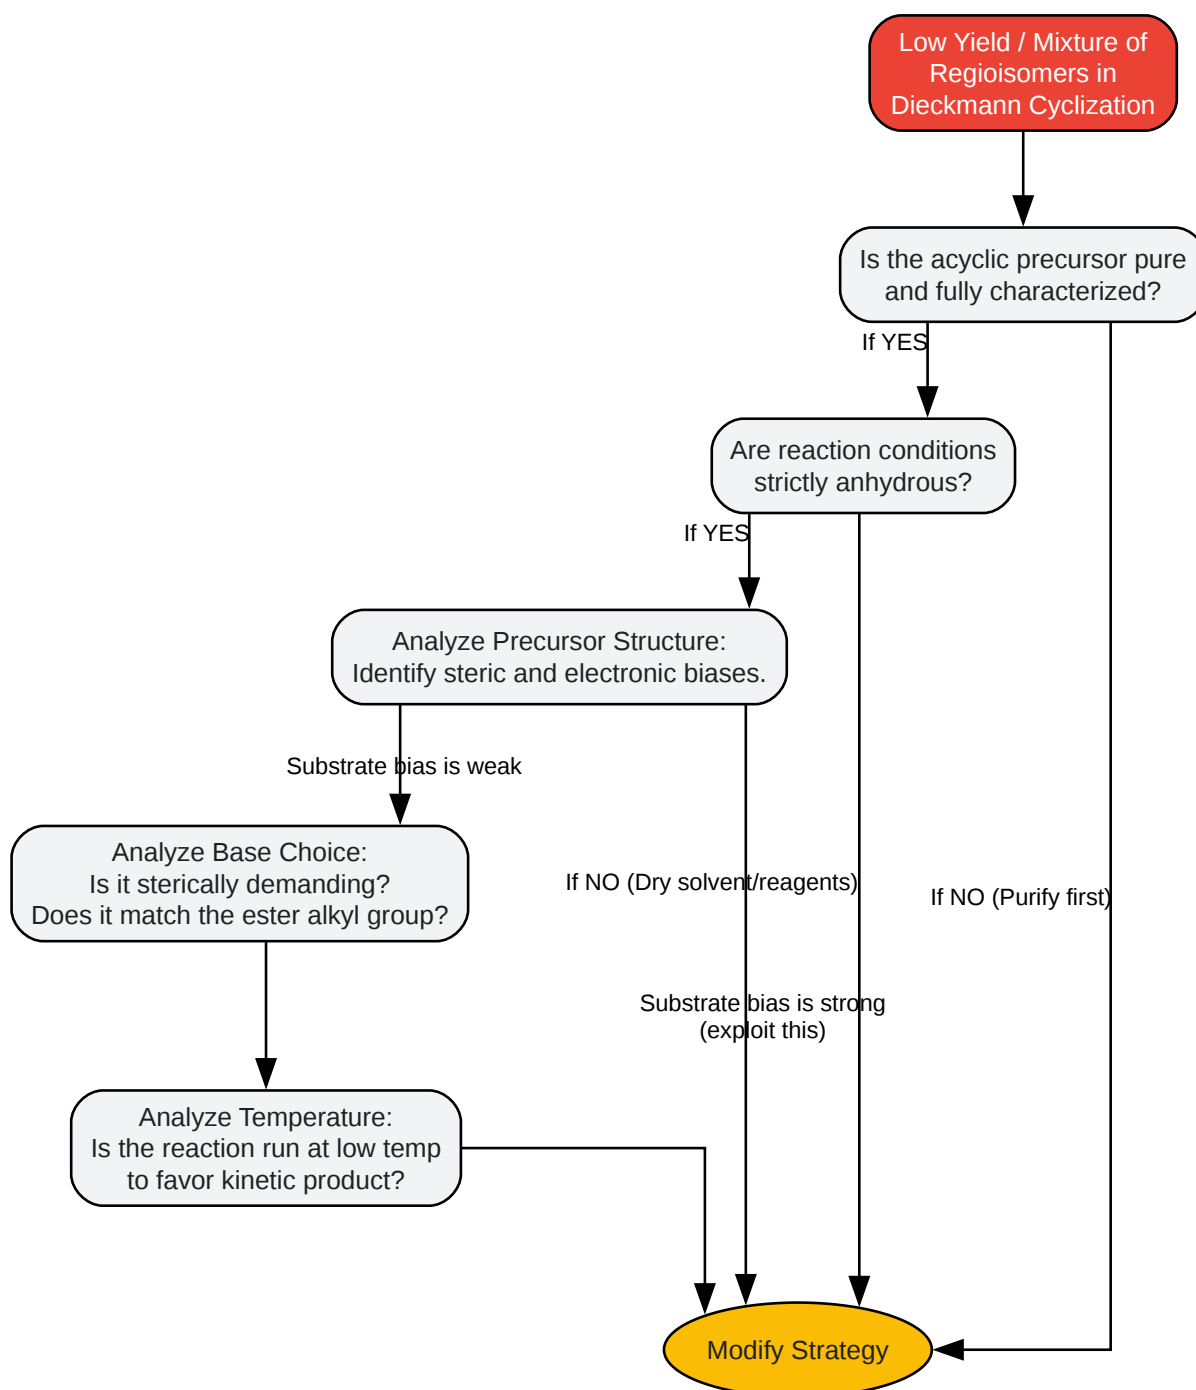 Low Yield / Mixture of
Regioisomers in
Dieckmann Cyclization
Is the acyclic precursor pure
and fully characterized?
If YES
Are reaction conditions
strictly anhydrous?
If YES
Analyze Precursor Structure:
Identify steric and electronic biases.
Substrate bias is weak
Analyze Base Choice:
Is it sterically demanding?
Does it match the ester alkyl group?
If NO (Dry solvent/reagents)
If NO (Purify first)
Substrate bias is strong
(exploit this)
Analyze Temperature:
Is the reaction run at low temp
to favor kinetic product?
Modify Strategy